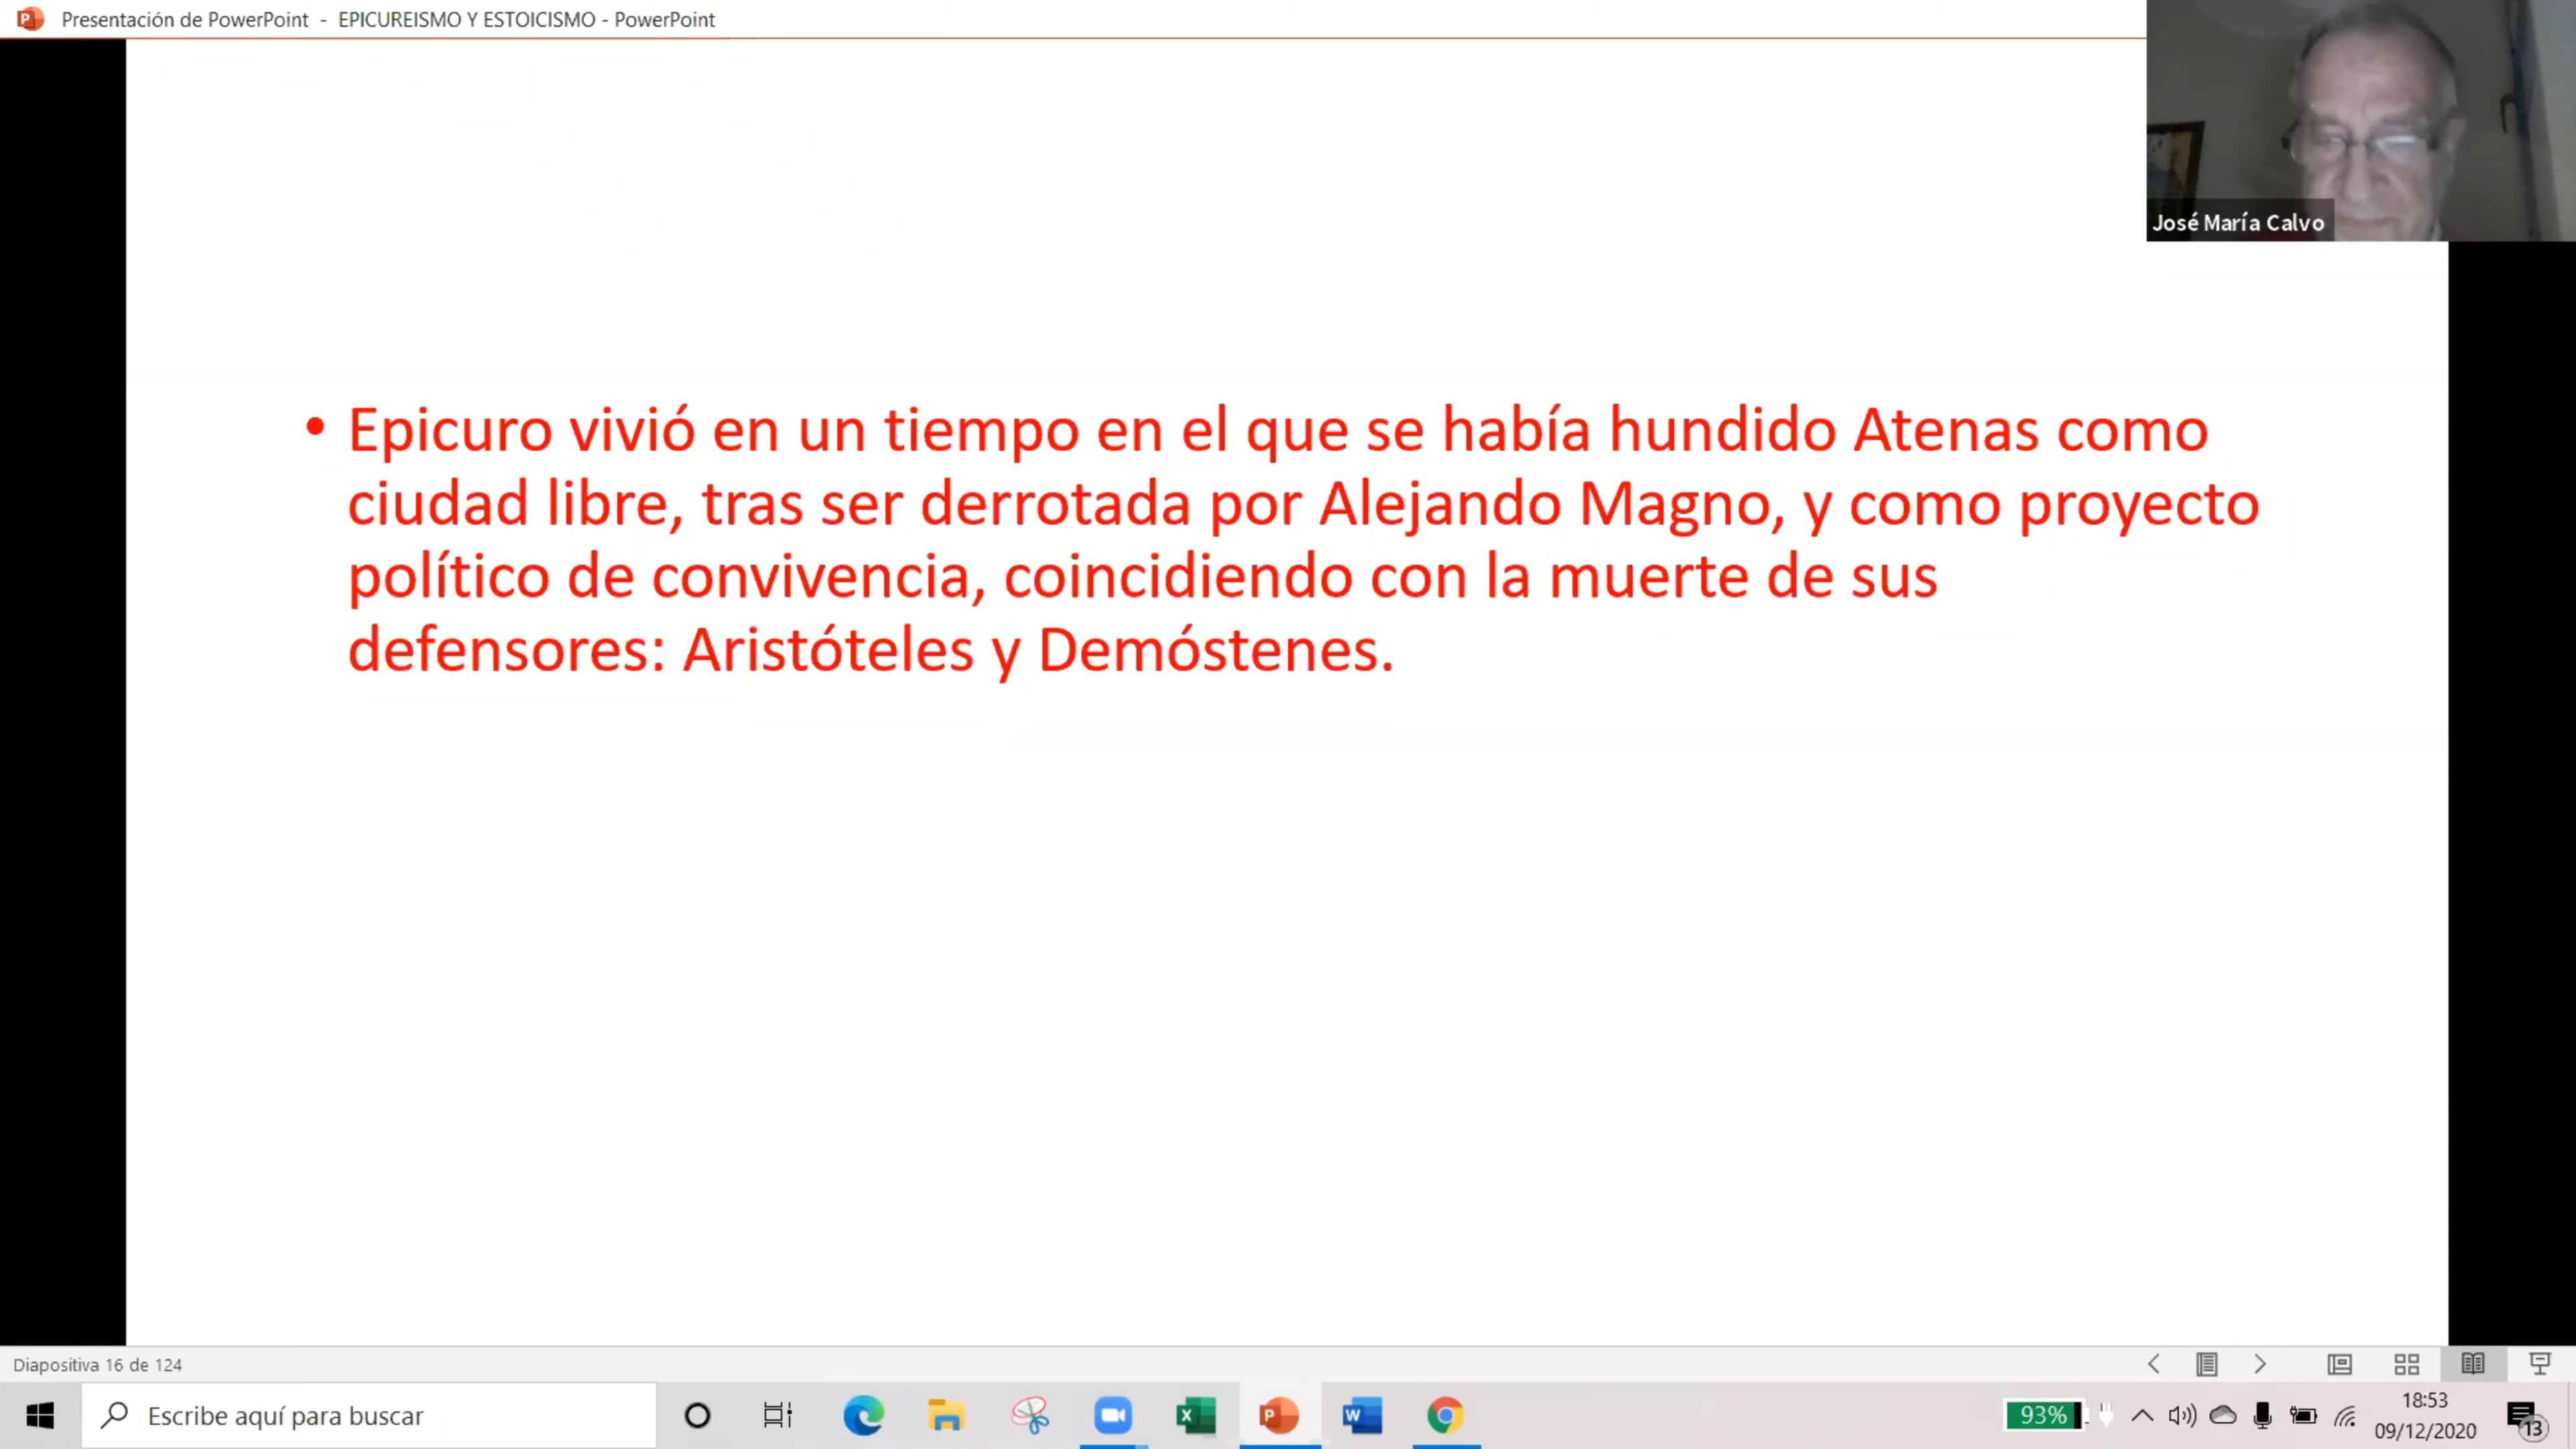 Presentación de PowerPoint - EPICUREISMO Y ESTOICISMO - PowerPoint
José María Calvo
• Epicuro vivió en un tiempo en el que se había hundido Atenas como
ciudad libre, tras ser derrotada por Alejando Magno, y como proyecto
político de convivencia, coincidiendo con la muerte de sus
defensores: Aristóteles y Demóstenes.
Diapositiva 16 de 124
Escribe aquí para buscar
93%
18:53
09/12/2020
13